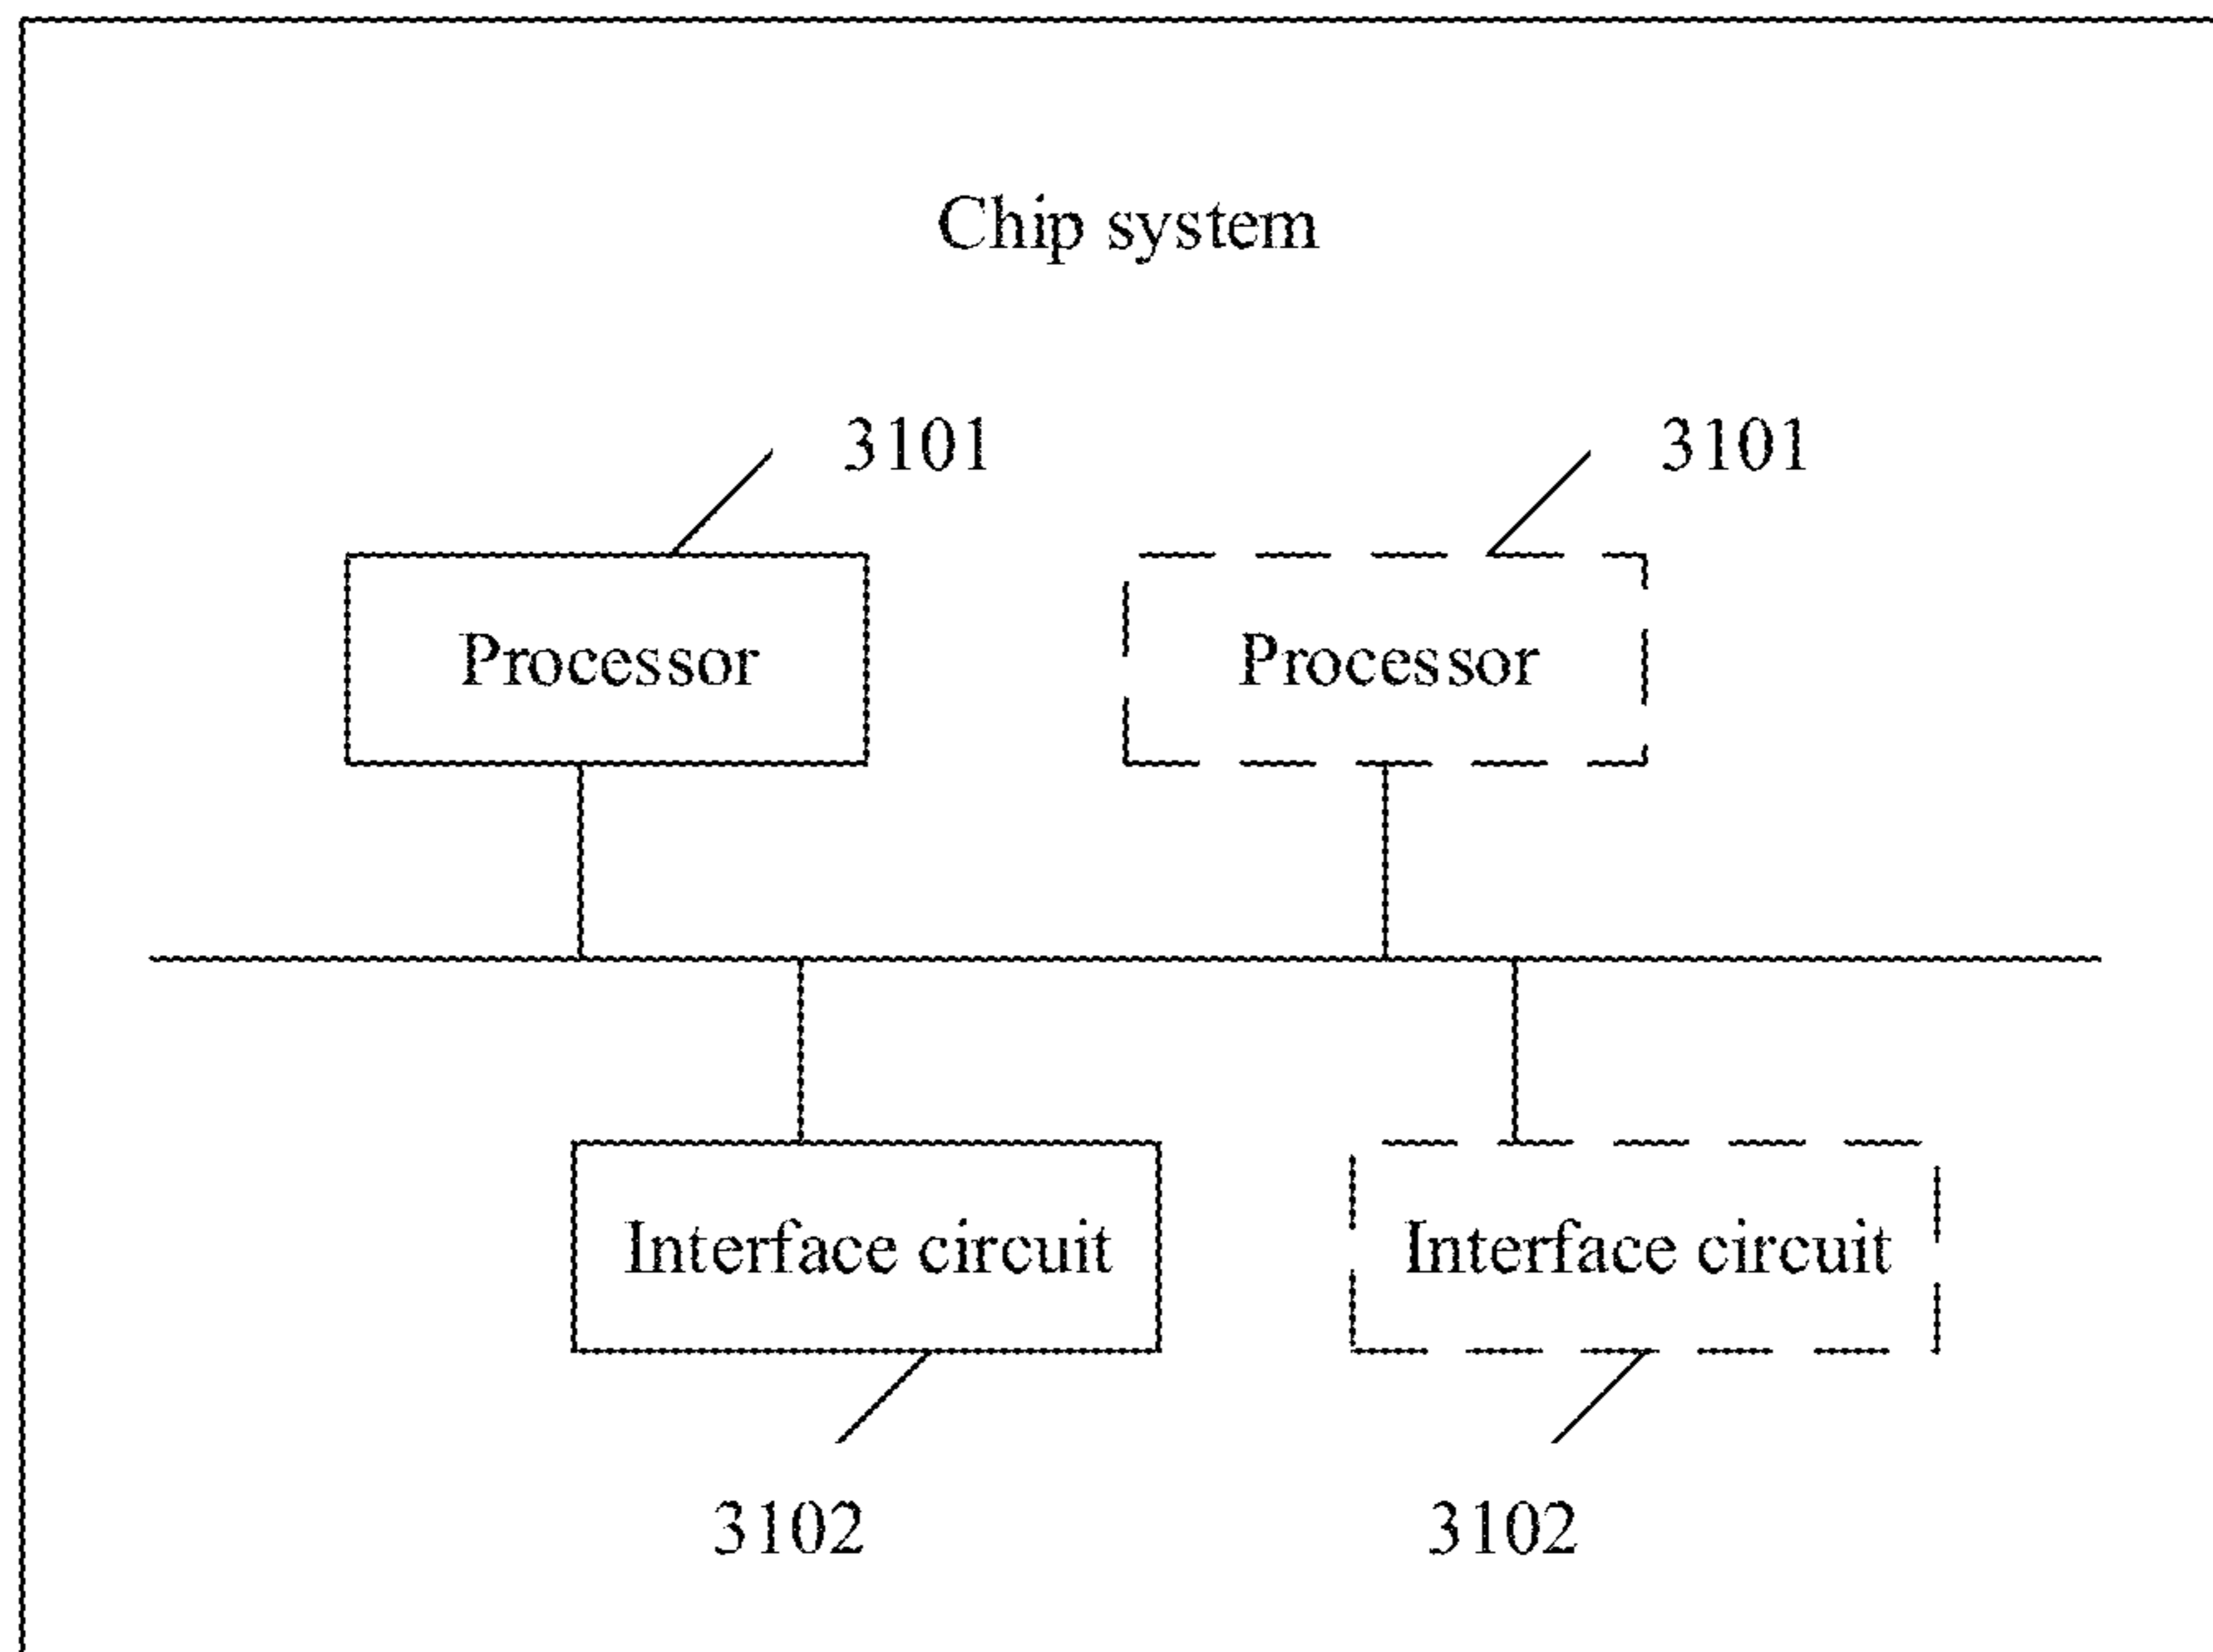 Chip system
3101 3101
Processor Processor
Interface circuit Interface circuit
3102 3102